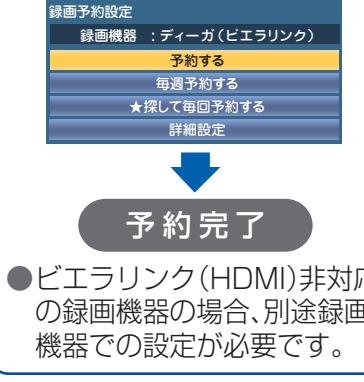 録画予約設定
録画機器 :ディーガ(ビエラリンク)
予約する
毎週予約する
★探して毎回予約する
詳細設定
予約完了
●ビエラリンク(HDMI)非対応
の録画機器の場合、別途録画
機器での設定が必要です。